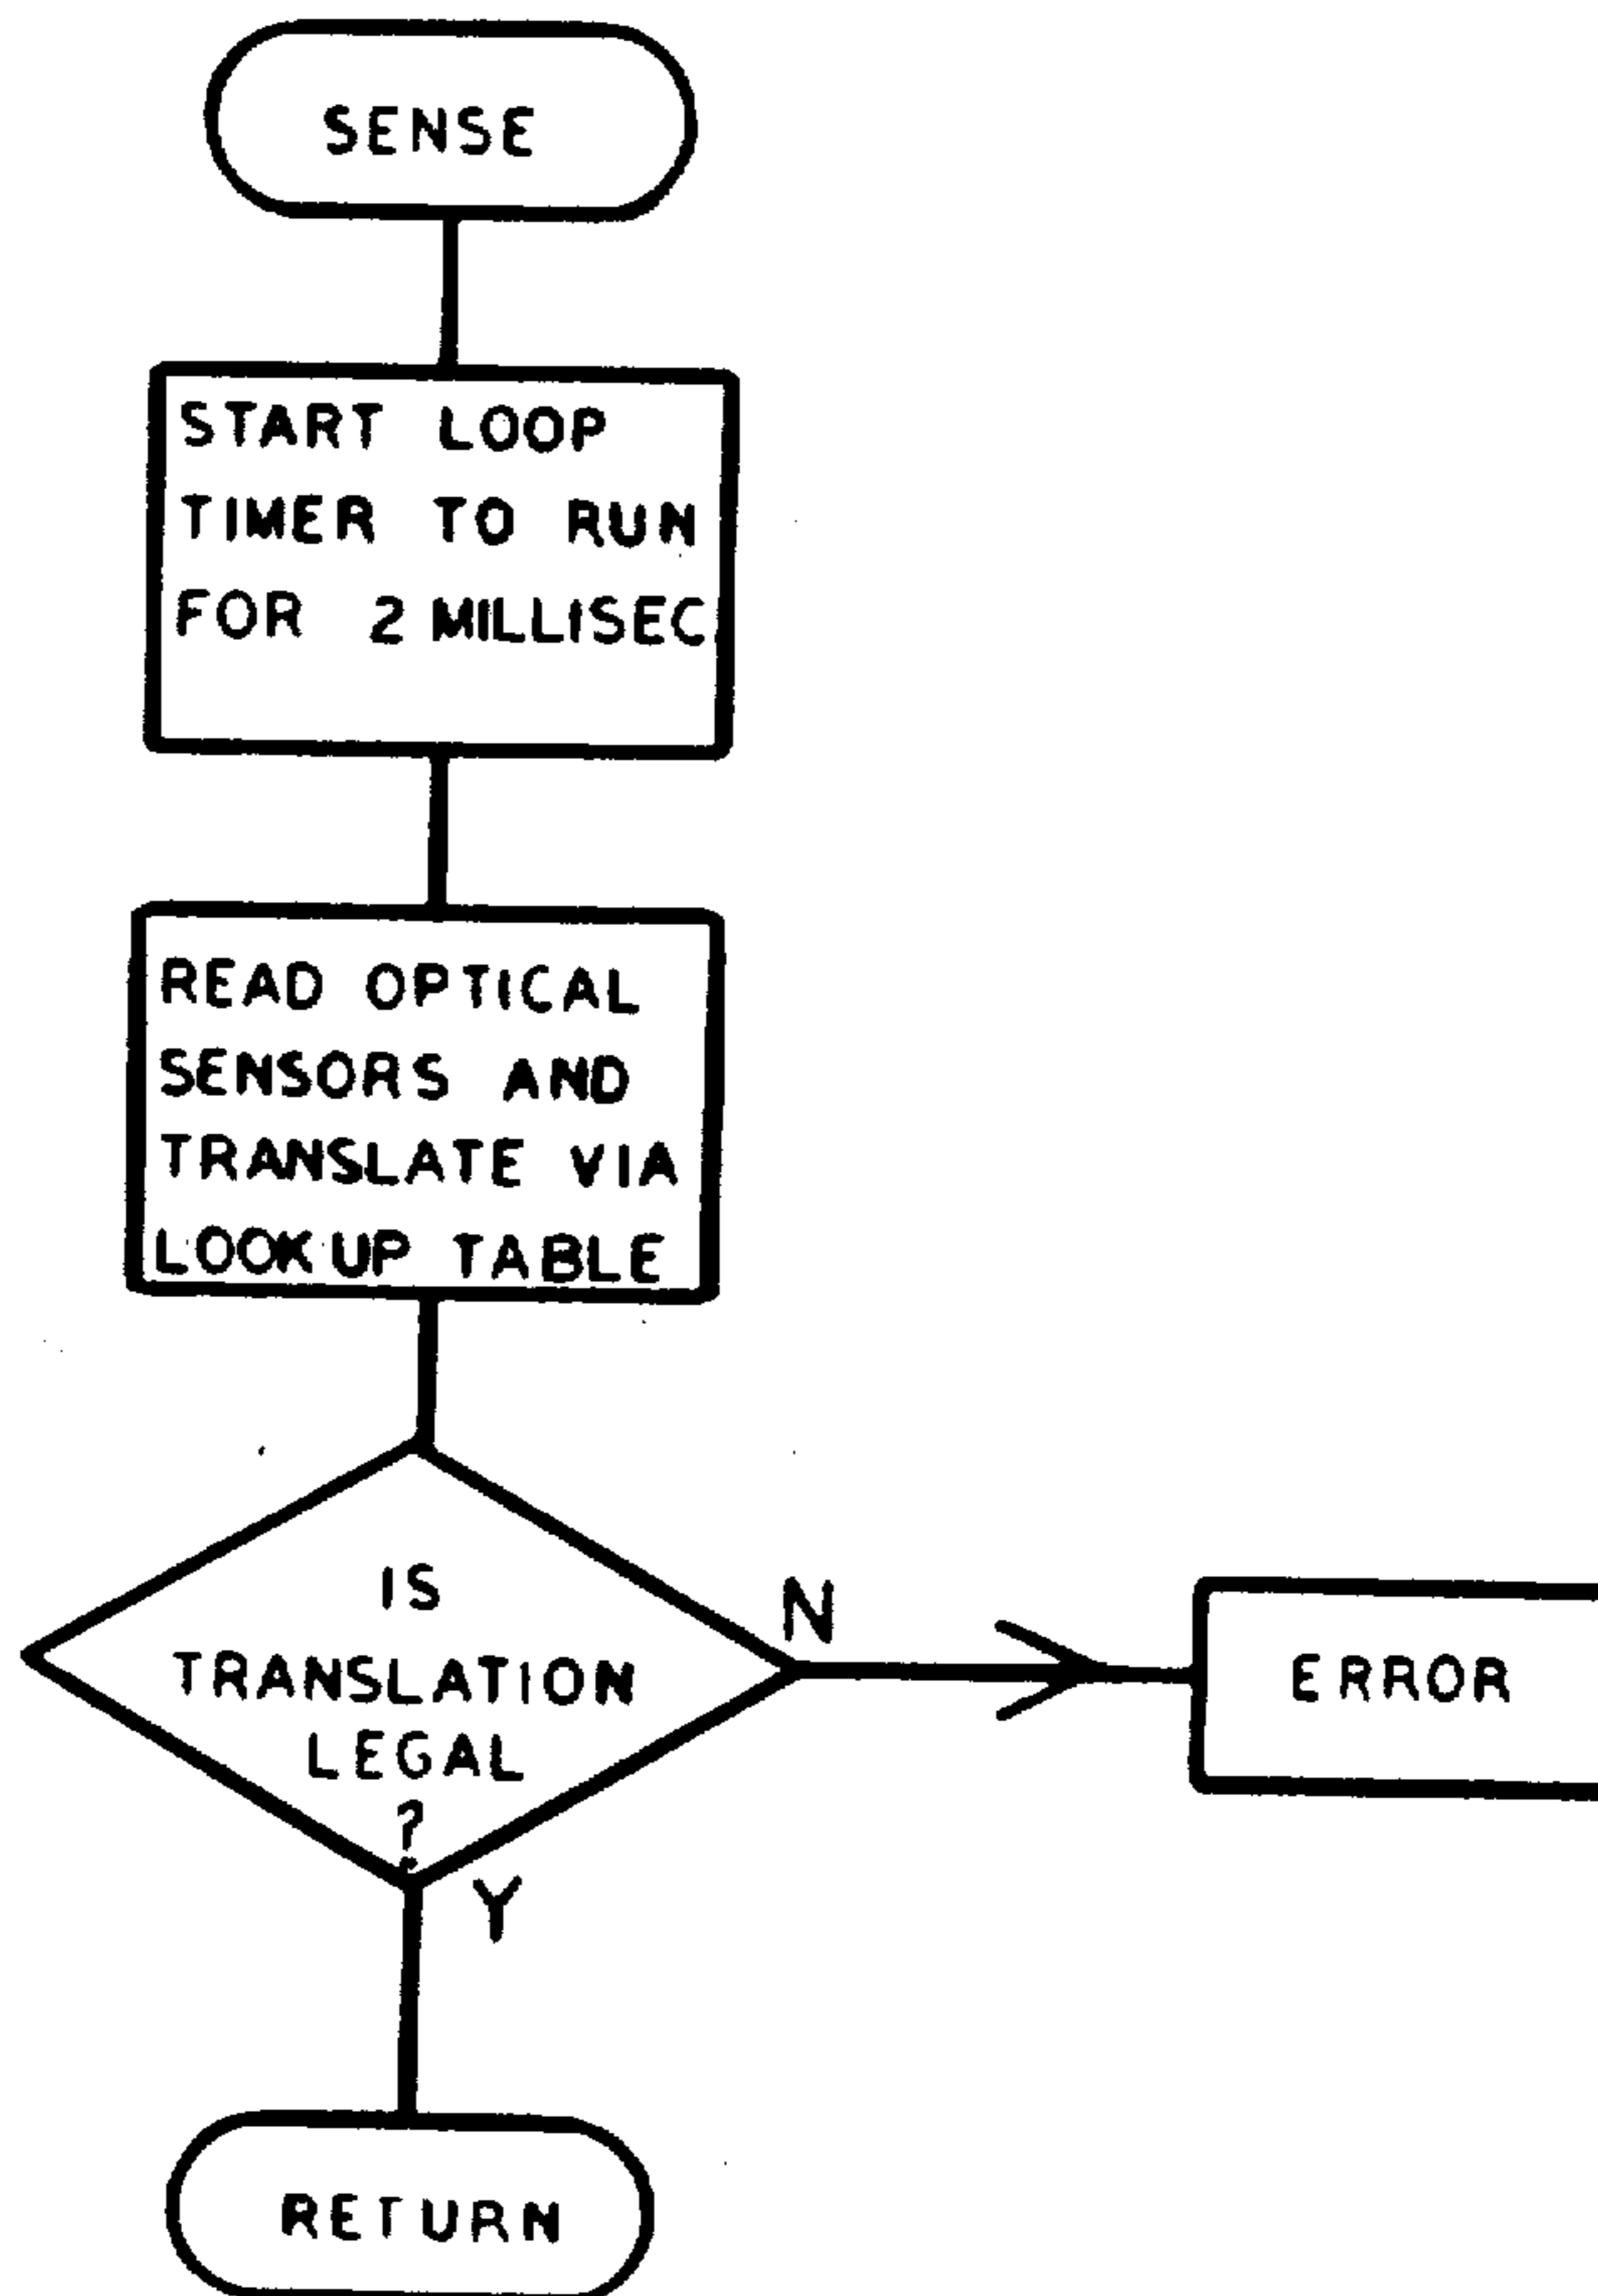 SENSE
START LOOP
TIMER TO RUN
FOR 2 MILLISEC
READ OPTICAL
SENSORS AND
TRANSLATE VIA
LOOKUP TABLE
IS
TRANSLATION
LEGAL
?
N
ERROR
Y
RETURN